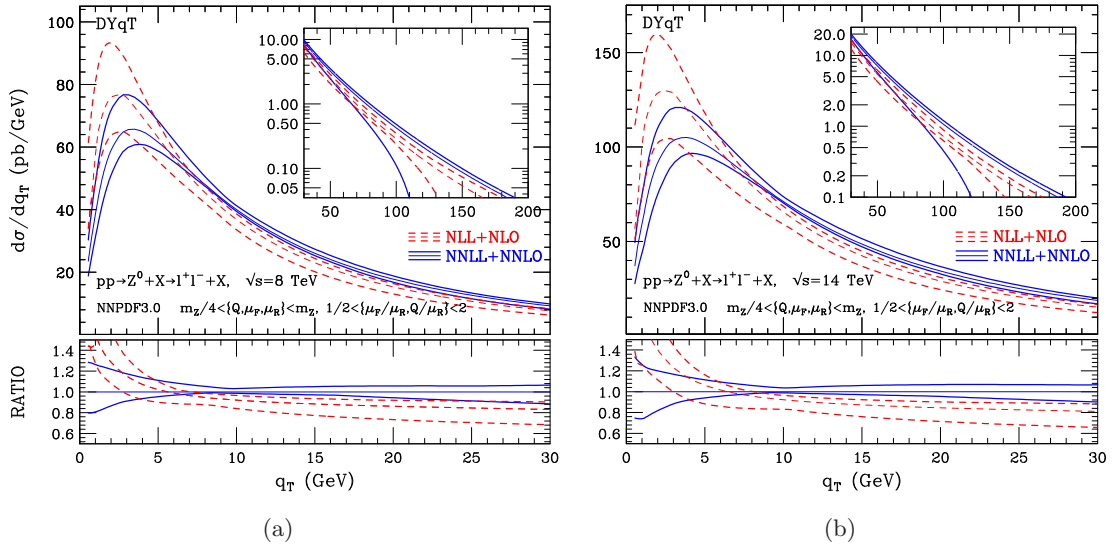 DYqT
dσ/dq_T (pb/GeV)
100
80
60
40
20
10.00
5.00
1.00
0.50
0.10
0.05
50 100 150 200
NLL+NLO
NNLL+NNLO
pp→Z⁰+X→l⁺l⁻+X, √s=8 TeV
NNPDF3.0 m_Z/4<{Q,μ_F,μ_R}<m_Z, 1/2<{μ_F/μ_R,Q/μ_R}<2
RATIO
1.4
1.2
1.0
0.8
0.6
0 5 10 15 20 25 30
q_T (GeV)
(a)
DYqT
150
100
50
20.0
10.0
5.0
2.0
1.0
0.5
0.2
0.1
50 100 150 200
NLL+NLO
NNLL+NNLO
pp→Z⁰+X→l⁺l⁻+X, √s=14 TeV
NNPDF3.0 m_Z/4<{Q,μ_F,μ_R}<m_Z, 1/2<{μ_F/μ_R,Q/μ_R}<2
1.4
1.2
1.0
0.8
0.6
0 5 10 15 20 25 30
q_T (GeV)
(b)